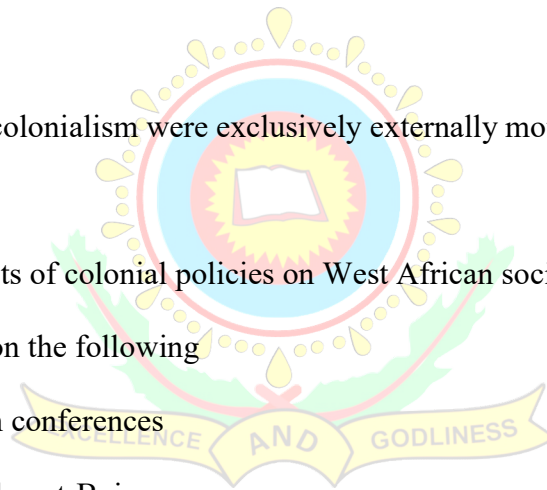 colonialism were exclusively externally mo
ts of colonial policies on West African soci
on the following
conferences
EXCELLENCE AND GODLINESS